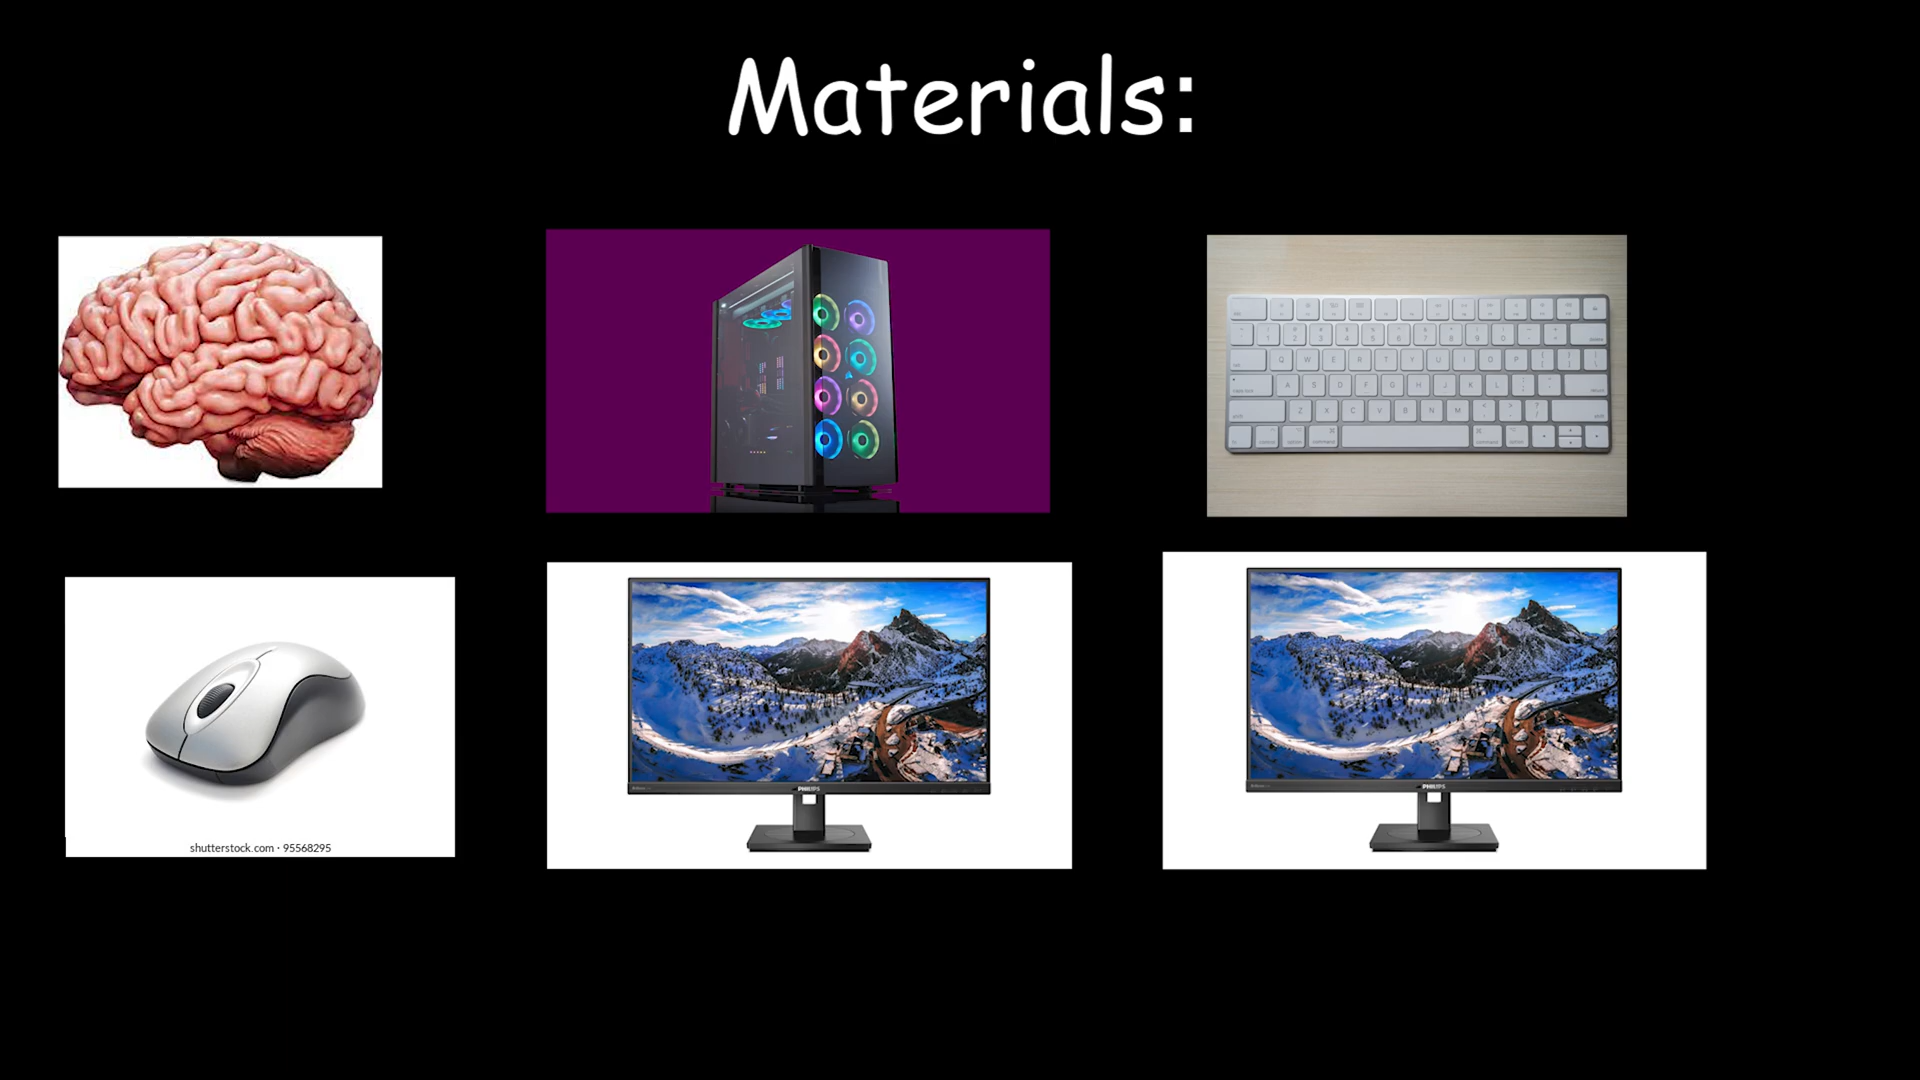 Materials:
Q W E R T Y U I O P
A S D F G H J K L
Z X C V B N M
shutterstock.com · 95568295
PHILIPS
PHILIPS